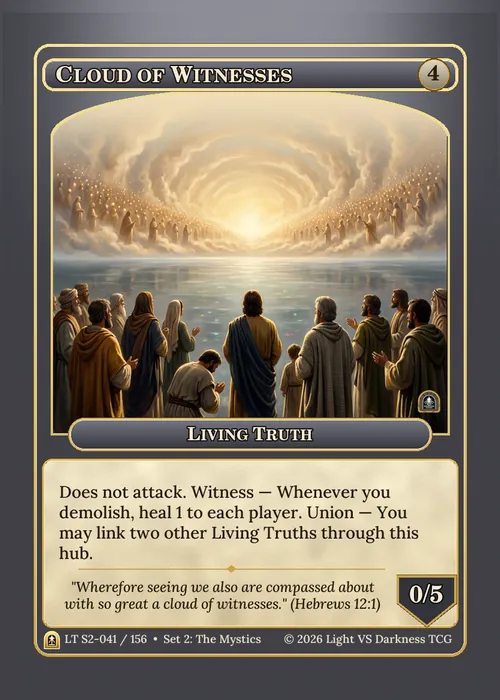 Cloud of Witnesses
4
Living Truth
Does not attack. Witness — Whenever you
demolish, heal 1 to each player. Union — You
may link two other Living Truths through this
hub.
"Wherefore seeing we also are compassed about
with so great a cloud of witnesses." (Hebrews 12:1)
0/5
LT S2-041 / 156 • Set 2: The Mystics © 2026 Light VS Darkness TCG